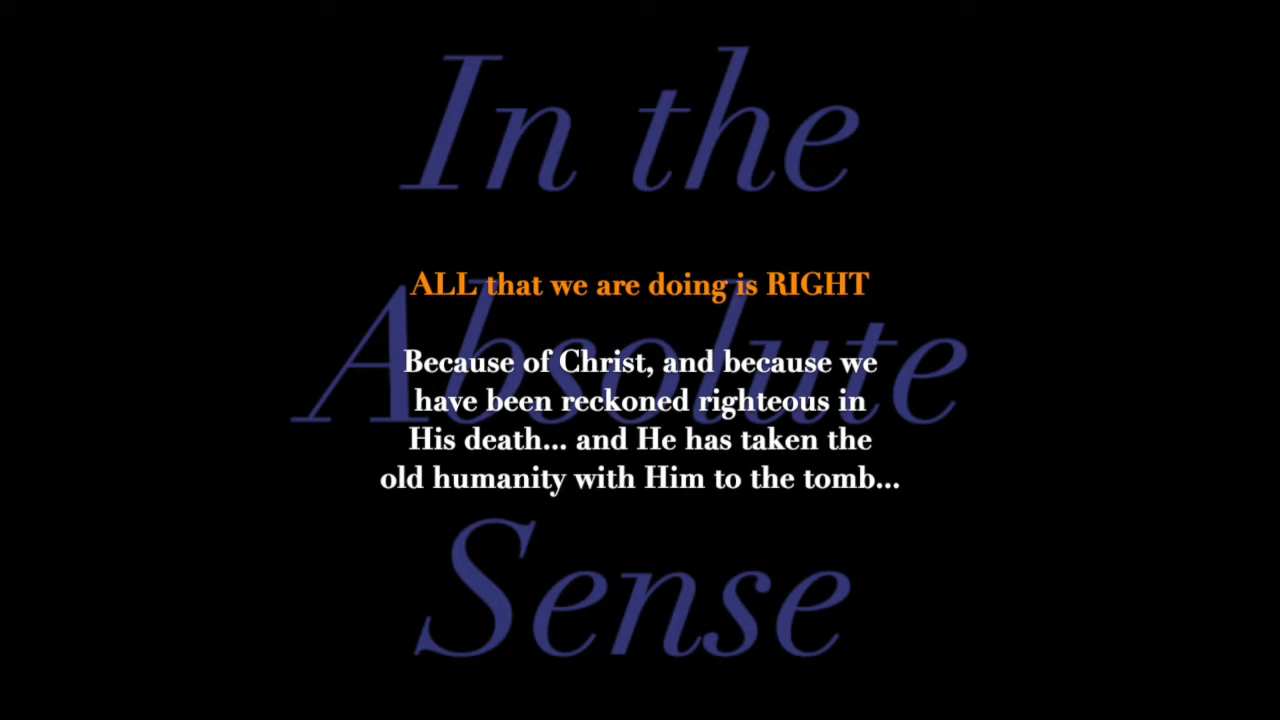 In the
ALL that we are doing is RIGHT
Absolute
Because of Christ, and because we
have been reckoned righteous in
His death... and He has taken the
old humanity with Him to the tomb...
Sense